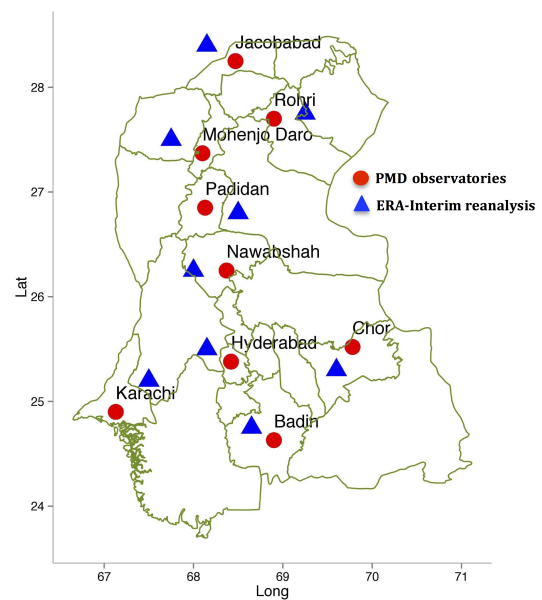 Jacobabad
28
Rohri
Mohenjo Daro
PMD observatories
27
Padidan
ERA-Interim reanalysis
Nawabshah
Lat
26
Chor
Hyderabad
25
Karachi
Badin
24
67 68 69 70 71
Long